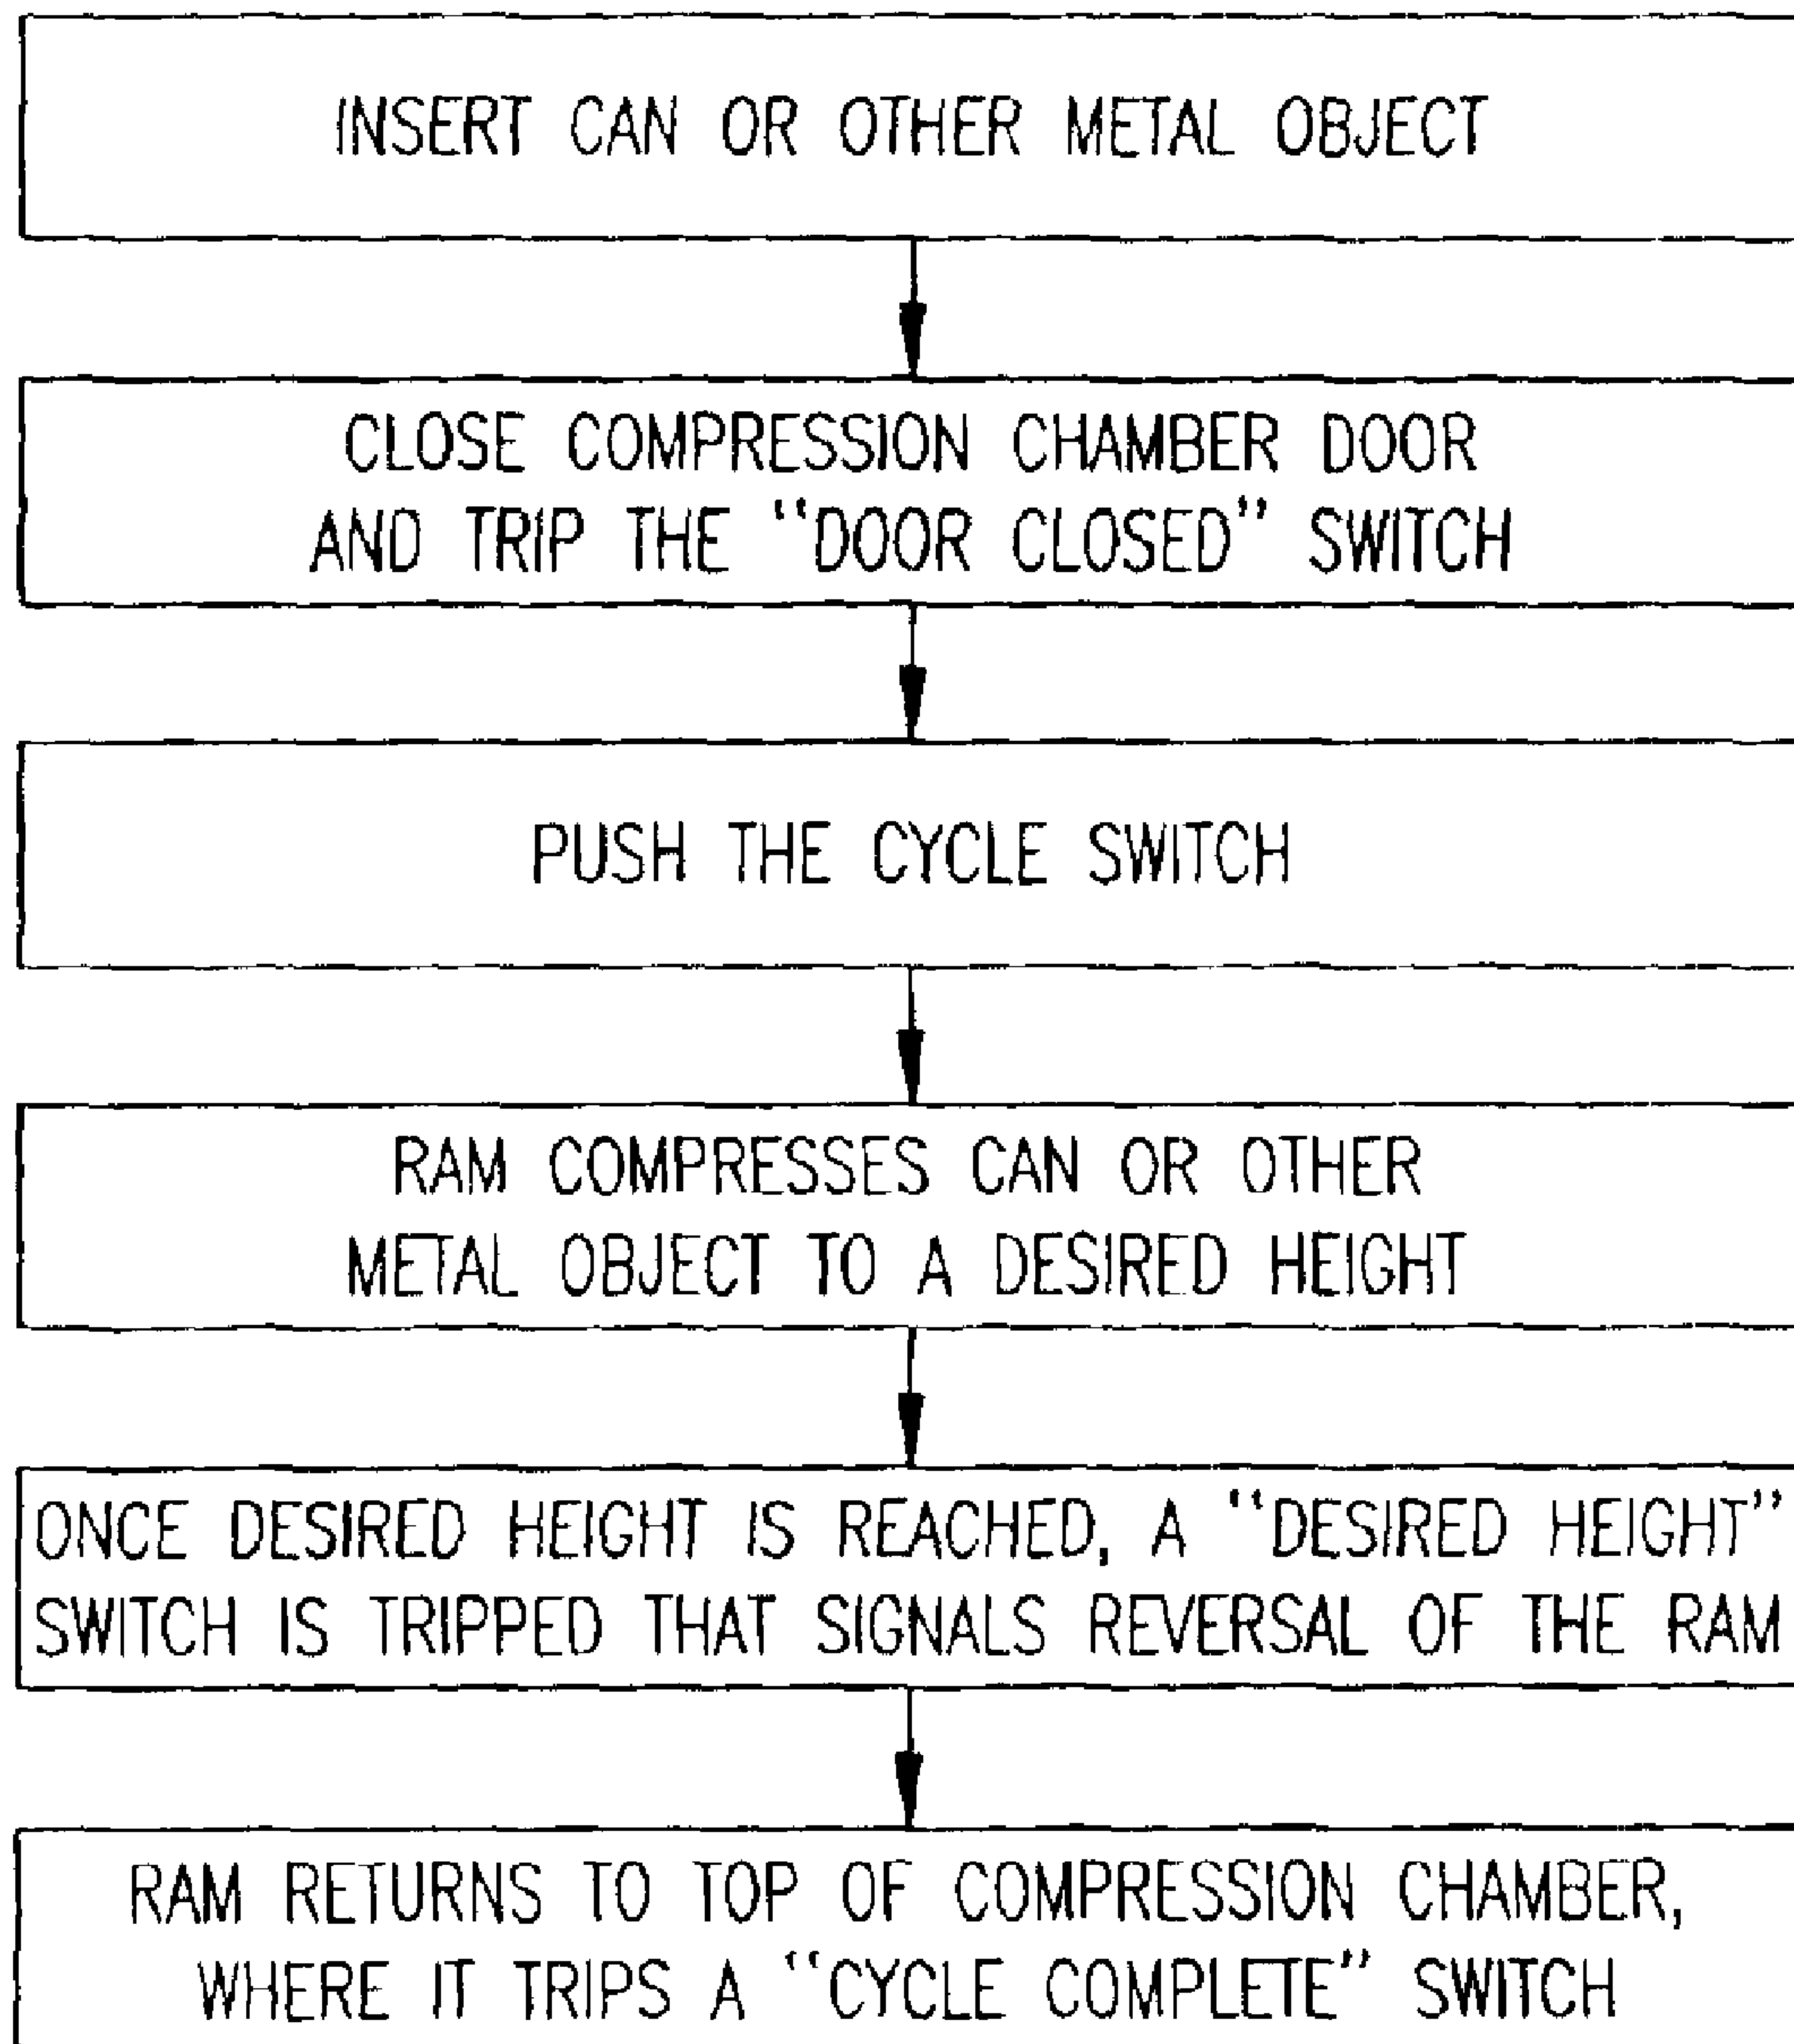 INSERT CAN OR OTHER METAL OBJECT
CLOSE COMPRESSION CHAMBER DOOR
AND TRIP THE "DOOR CLOSED" SWITCH
PUSH THE CYCLE SWITCH
RAM COMPRESSES CAN OR OTHER
METAL OBJECT TO A DESIRED HEIGHT
ONCE DESIRED HEIGHT IS REACHED, A "DESIRED HEIGHT"
SWITCH IS TRIPPED THAT SIGNALS REVERSAL OF THE RAM
RAM RETURNS TO TOP OF COMPRESSION CHAMBER,
WHERE IT TRIPS A "CYCLE COMPLETE" SWITCH